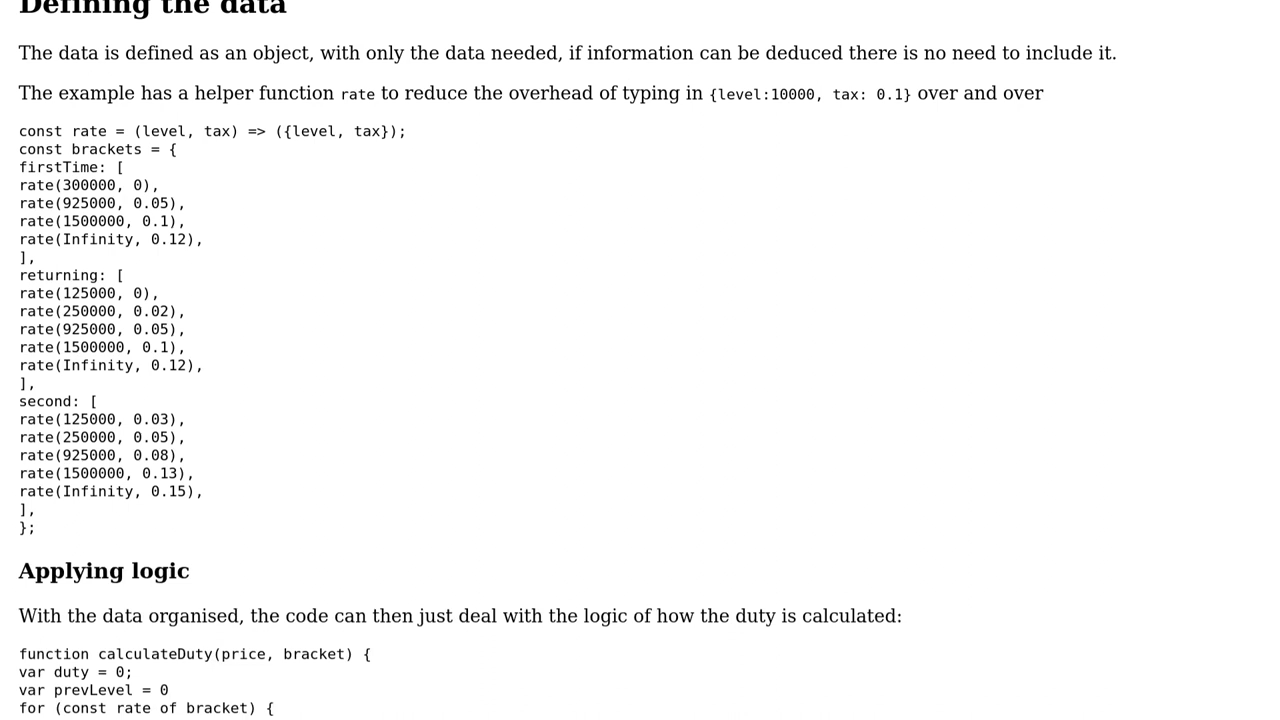 Defining the data
The data is defined as an object, with only the data needed, if information can be deduced there is no need to include it.
The example has a helper function rate to reduce the overhead of typing in {level:10000, tax: 0.1} over and over
const rate = (level, tax) => ({level, tax});
const brackets = {
firstTime: [
rate(300000, 0),
rate(925000, 0.05),
rate(1500000, 0.1),
rate(Infinity, 0.12),
],
returning: [
rate(125000, 0),
rate(250000, 0.02),
rate(925000, 0.05),
rate(1500000, 0.1),
rate(Infinity, 0.12),
],
second: [
rate(125000, 0.03),
rate(250000, 0.05),
rate(925000, 0.08),
rate(1500000, 0.13),
rate(Infinity, 0.15),
],
};
Applying logic
With the data organised, the code can then just deal with the logic of how the duty is calculated:
function calculateDuty(price, bracket) {
var duty = 0;
var prevLevel = 0
for (const rate of bracket) {